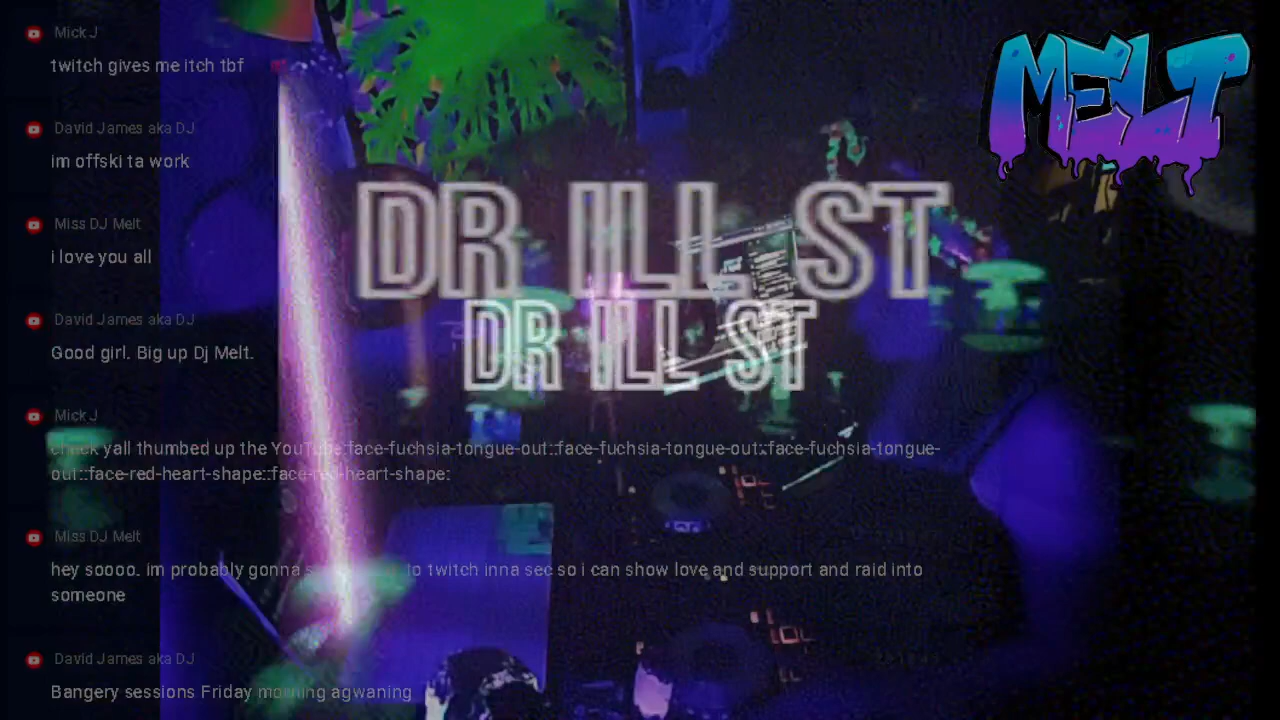 Mick J
twitch gives me itch tbf
David James aka DJ
im offski ta work
Miss DJ Melt
i love you all
David James aka DJ
Good girl. Big up Dj Melt.
Mick J
check yall thumbed up the YouTube:face-fuchsia-tongue-out::face-fuchsia-tongue-out::face-fuchsia-tongue-
out::face-red-heart-shape::face-red-heart-shape:
Miss DJ Melt
hey soooo. im probably gonna to twitch inna sec so i can show love and support and raid into
someone
David James aka DJ
Bangery sessions Friday morning agwaning
MELT
DR ILL ST
DR ILL ST